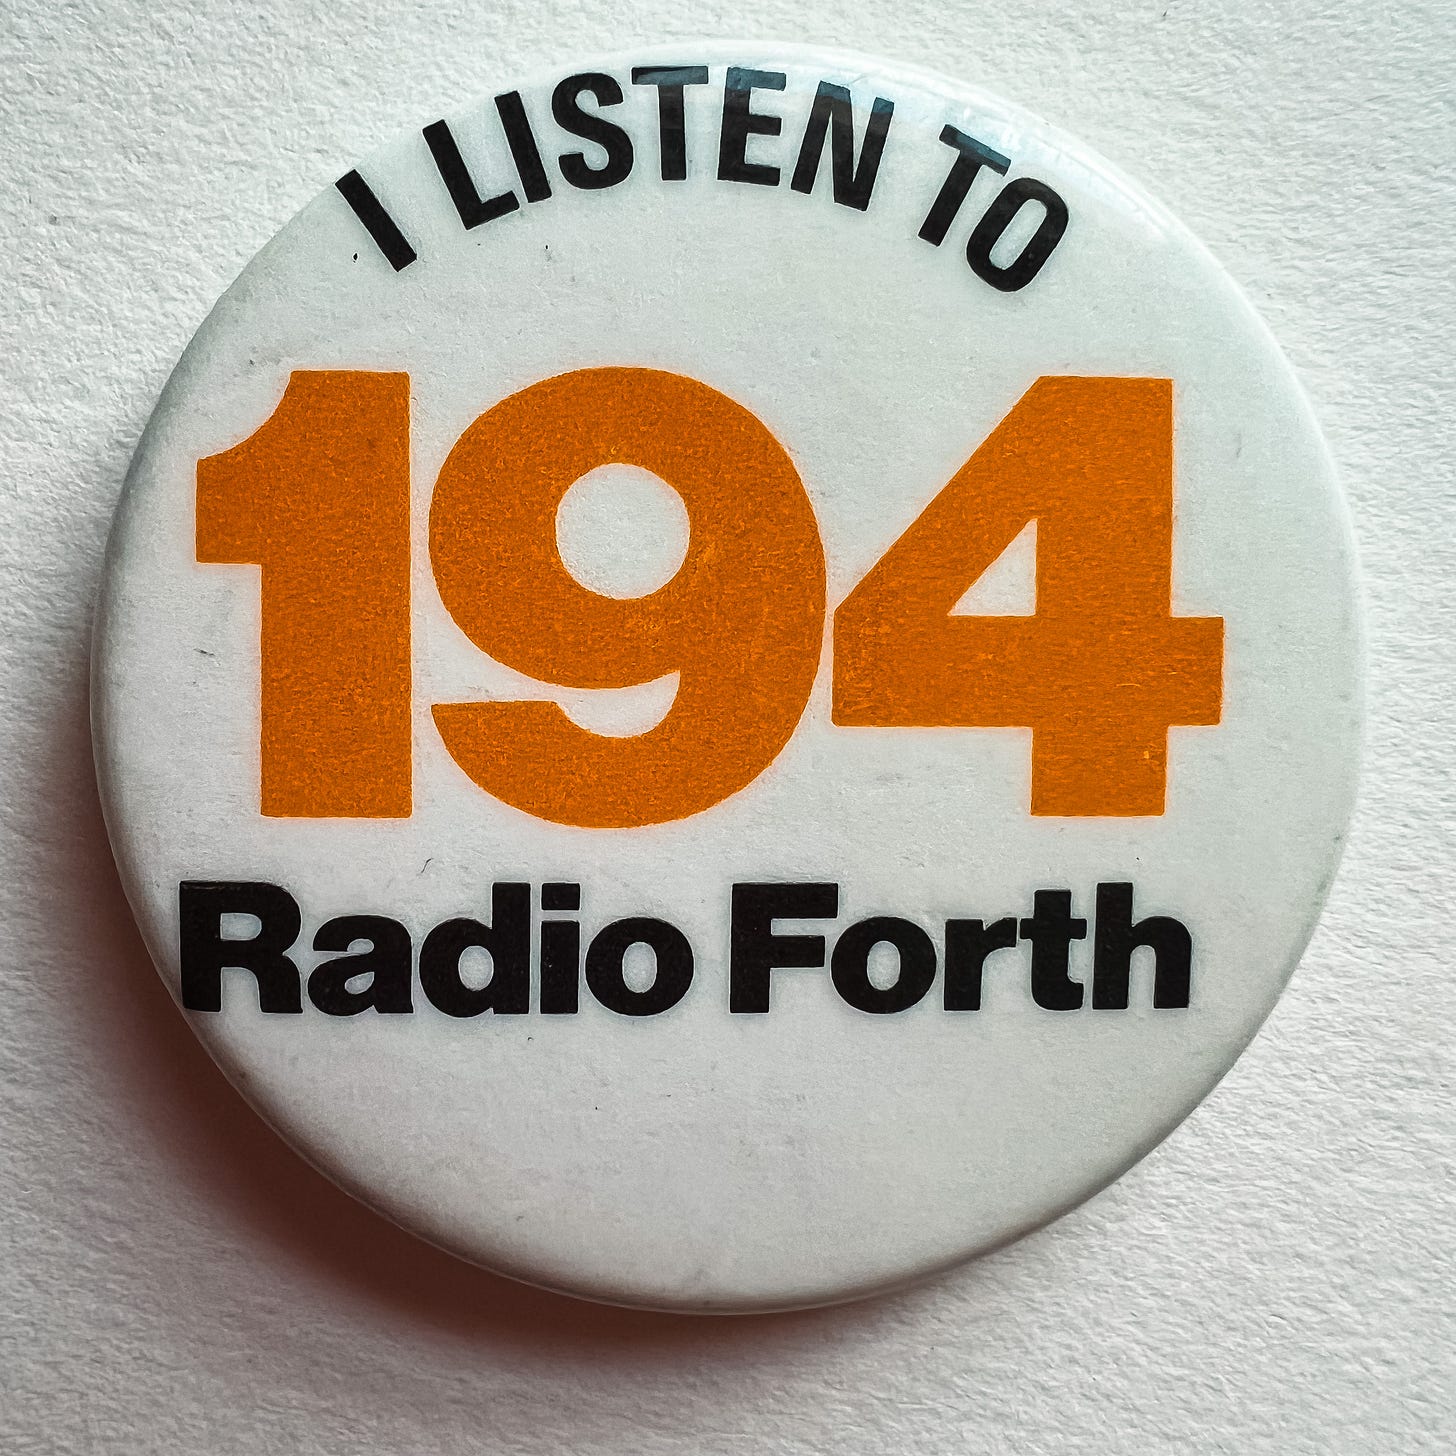 I LISTEN TO
194
Radio Forth